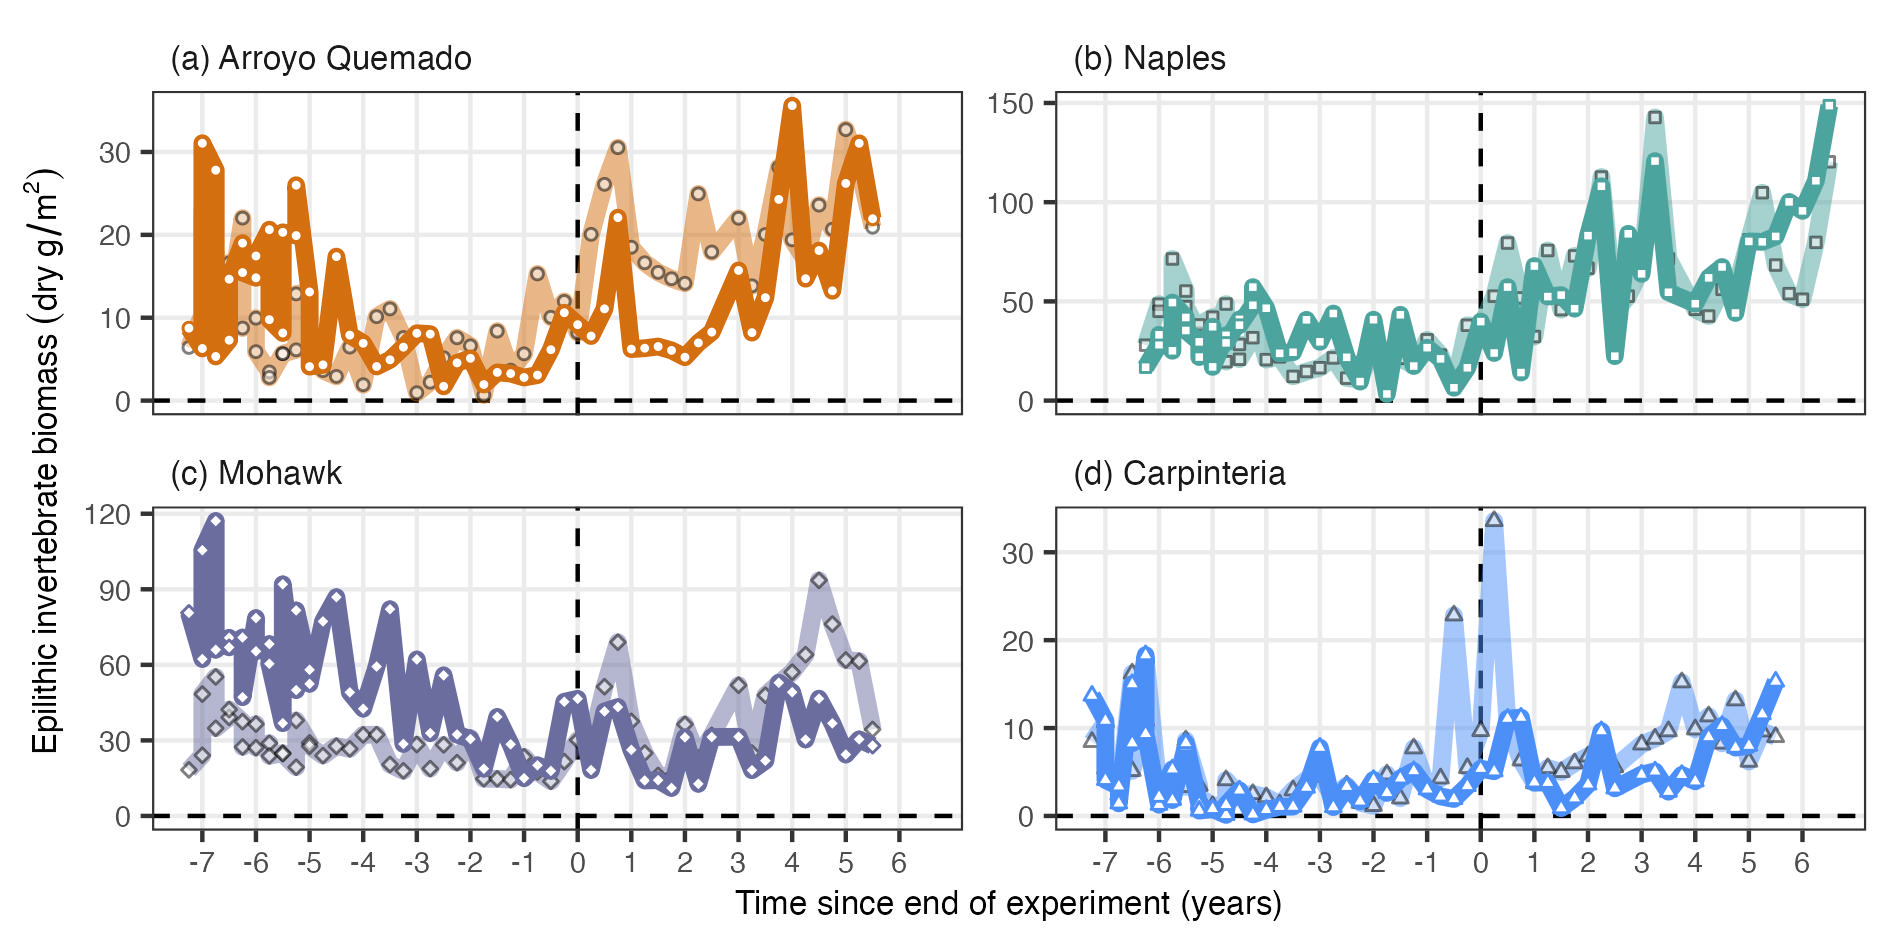 (a) Arroyo Quemado
(b) Naples
30
20
10
0
150
100
50
0
(c) Mohawk
(d) Carpinteria
120
90
60
30
0
30
20
10
0
-7 -6 -5 -4 -3 -2 -1 0 1 2 3 4 5 6
-7 -6 -5 -4 -3 -2 -1 0 1 2 3 4 5 6
Epilithic invertebrate biomass (dry g/m²)
Time since end of experiment (years)